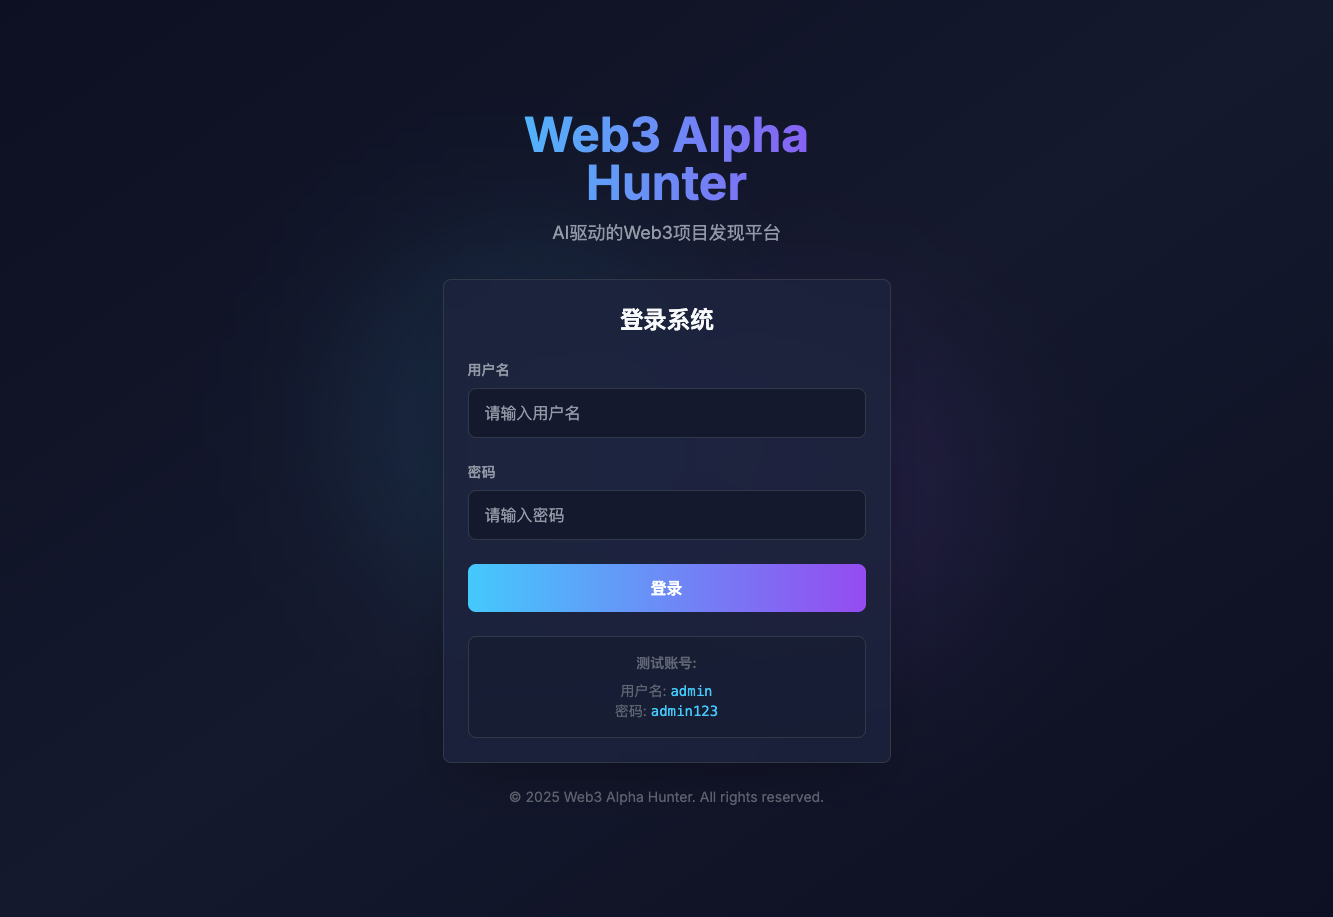 Web3 Alpha
Hunter
AI驱动的Web3项目发现平台
登录系统
用户名
请输入用户名
密码
请输入密码
登录
测试账号:
用户名: admin
密码: admin123
© 2025 Web3 Alpha Hunter. All rights reserved.